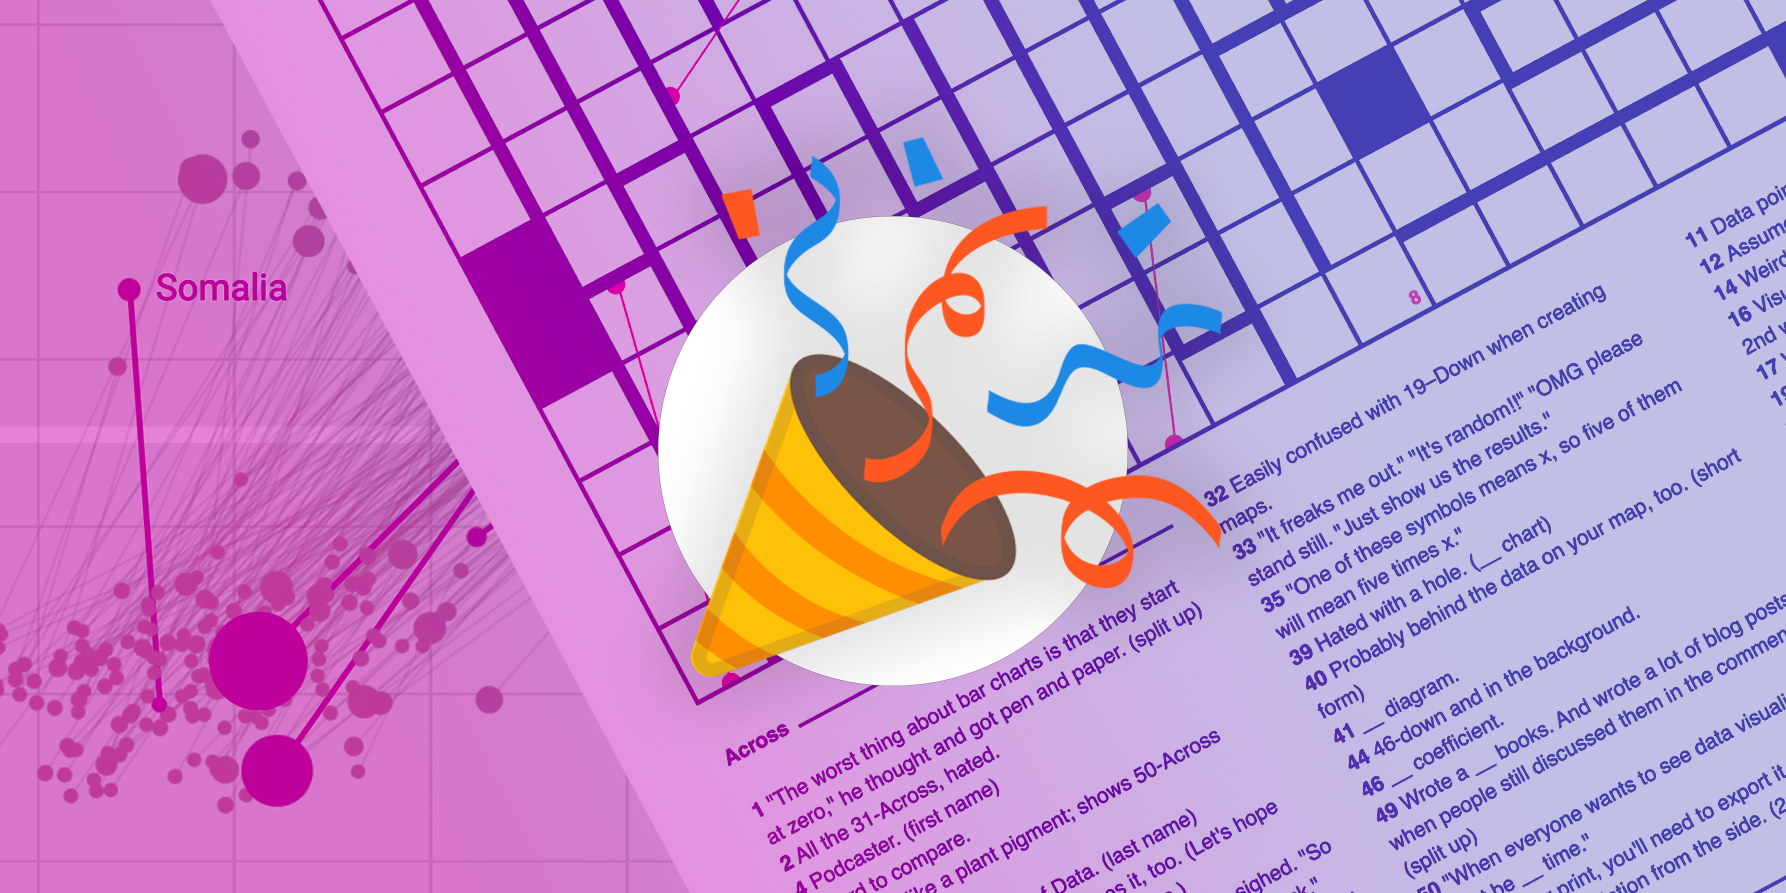 Somalia
8
Across
1 "The worst thing about bar charts is that they start
at zero," he thought and got pen and paper. (split up)
2 All the 31-Across, hated.
4 Podcaster. (first name)
to compare.
like a plant pigment; shows 50-Across
of Data. (last name)
it, too. (Let's hope
sighed. "So
32 Easily confused with 19–Down when creating
maps.
33 "It freaks me out." "It's random!!" "OMG please
stand still." "Just show us the results."
35 "One of these symbols means x, so five of them
will mean five times x."
39 Hated with a hole. (__ chart)
40 Probably behind the data on your map, too. (short
form)
41 __ diagram.
44 46-down and in the background.
46 __ coefficient.
49 Wrote a __ books. And wrote a lot of blog posts
when people still discussed them in the
(split up)
50 "When everyone wants to see data
be __ time."
print, you'll need to export it
from the side.
11 Data
12
14 Weird
16
2nd
17